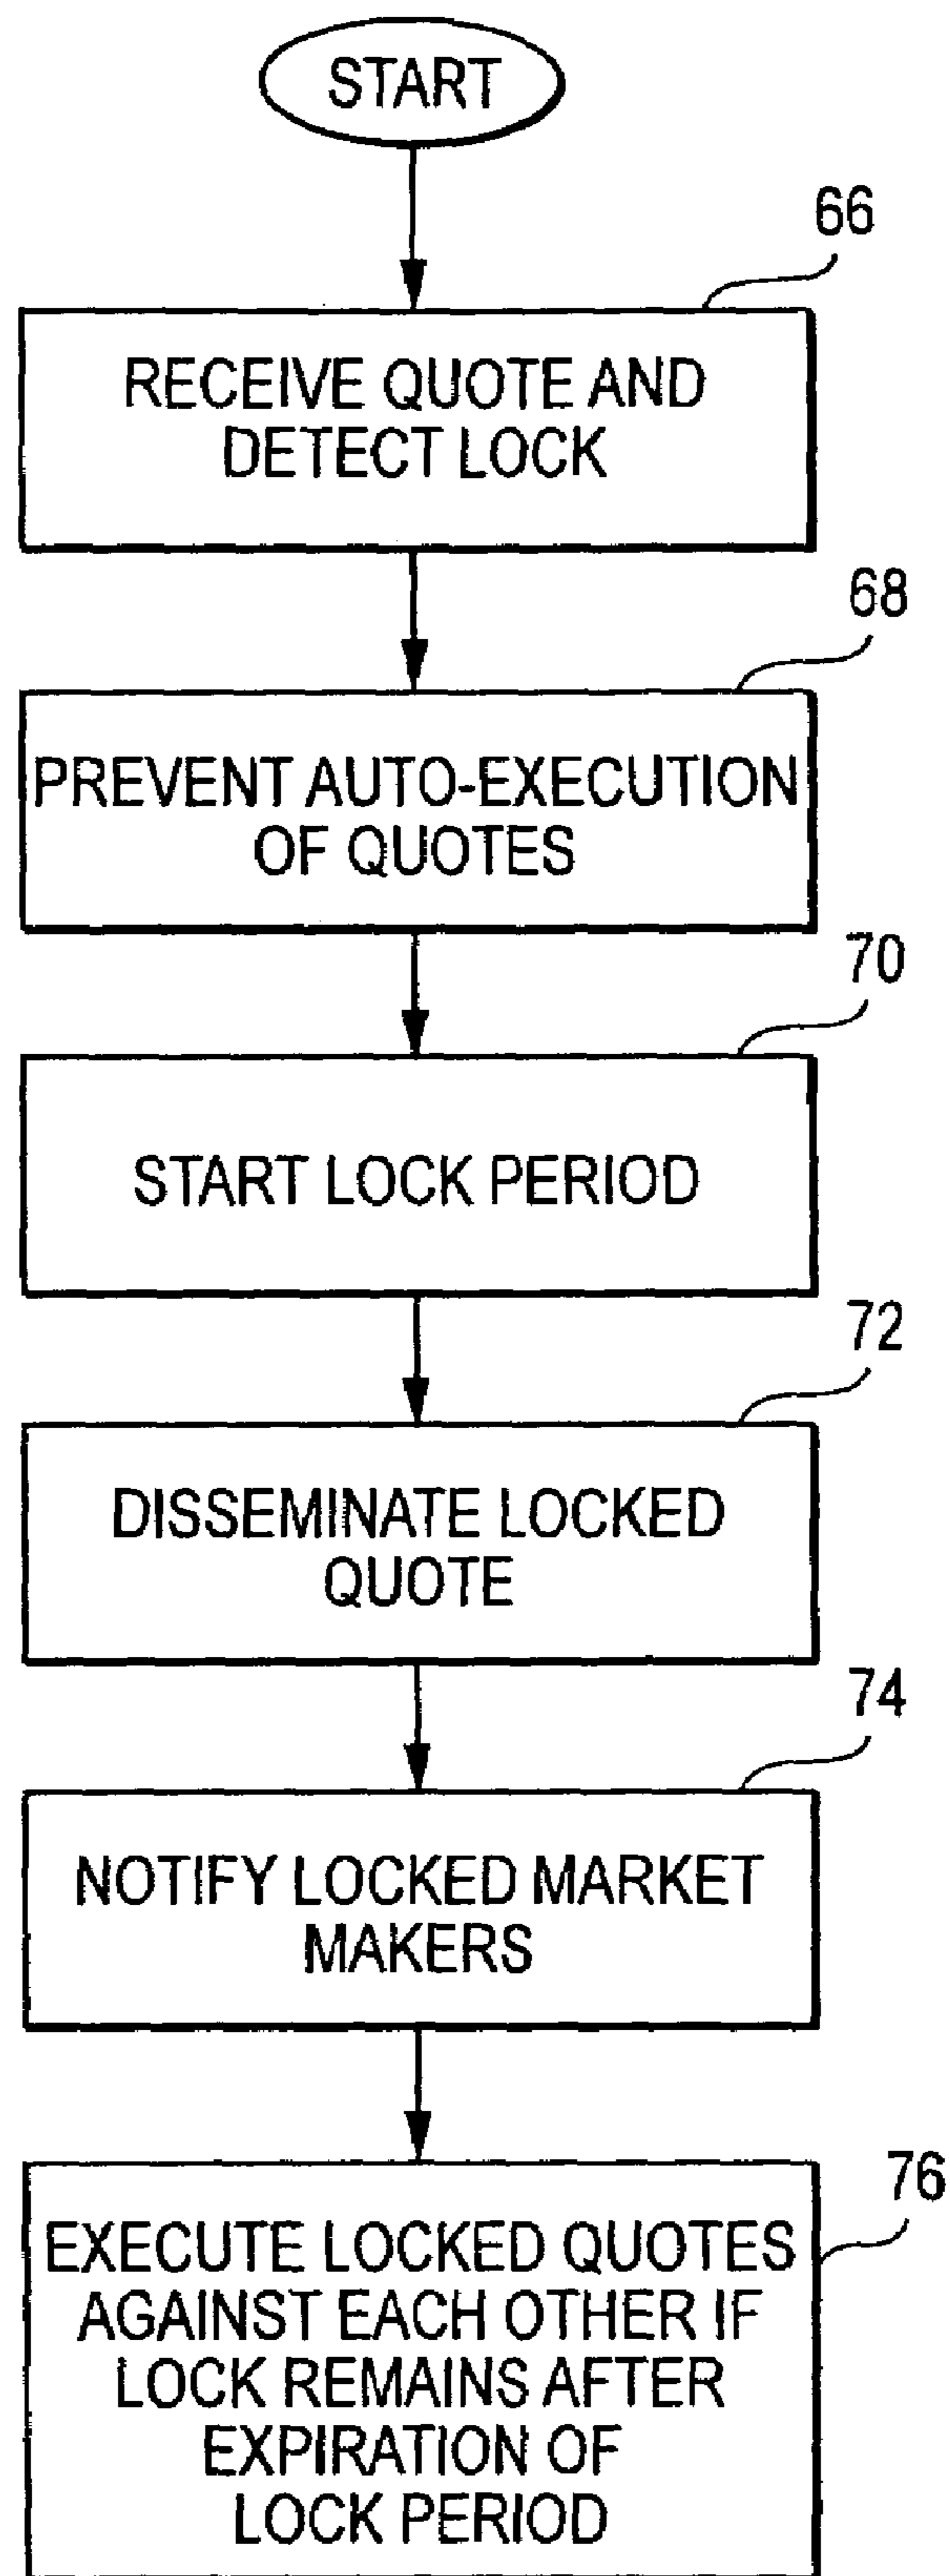 START
66
RECEIVE QUOTE AND
DETECT LOCK
68
PREVENT AUTO-EXECUTION
OF QUOTES
70
START LOCK PERIOD
72
DISSEMINATE LOCKED
QUOTE
74
NOTIFY LOCKED MARKET
MAKERS
76
EXECUTE LOCKED QUOTES
AGAINST EACH OTHER IF
LOCK REMAINS AFTER
EXPIRATION OF
LOCK PERIOD